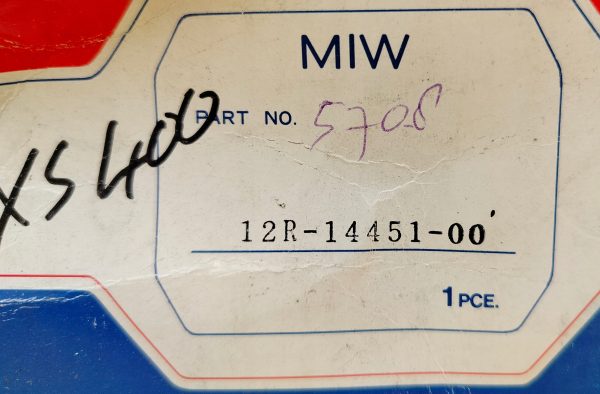 MIW
PART NO. 5708
XS400
12R-14451-00
1 PCE.